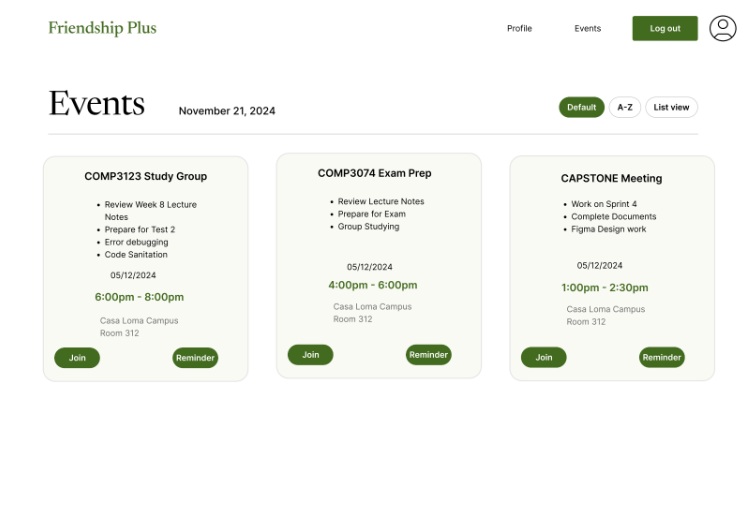 Friendship Plus
Profile
Events
Log out
Events
November 21, 2024
Default
A-Z
List view
COMP3123 Study Group
• Review Week 8 Lecture
Notes
• Prepare for Test 2
• Error debugging
• Code Sanitation
05/12/2024
6:00pm - 8:00pm
Casa Loma Campus
Room 312
Join
Reminder
COMP3074 Exam Prep
• Review Lecture Notes
• Prepare for Exam
• Group Studying
05/12/2024
4:00pm - 6:00pm
Casa Loma Campus
Room 312
Join
Reminder
CAPSTONE Meeting
• Work on Sprint 4
• Complete Documents
• Figma Design work
05/12/2024
1:00pm - 2:30pm
Casa Loma Campus
Room 312
Join
Reminder